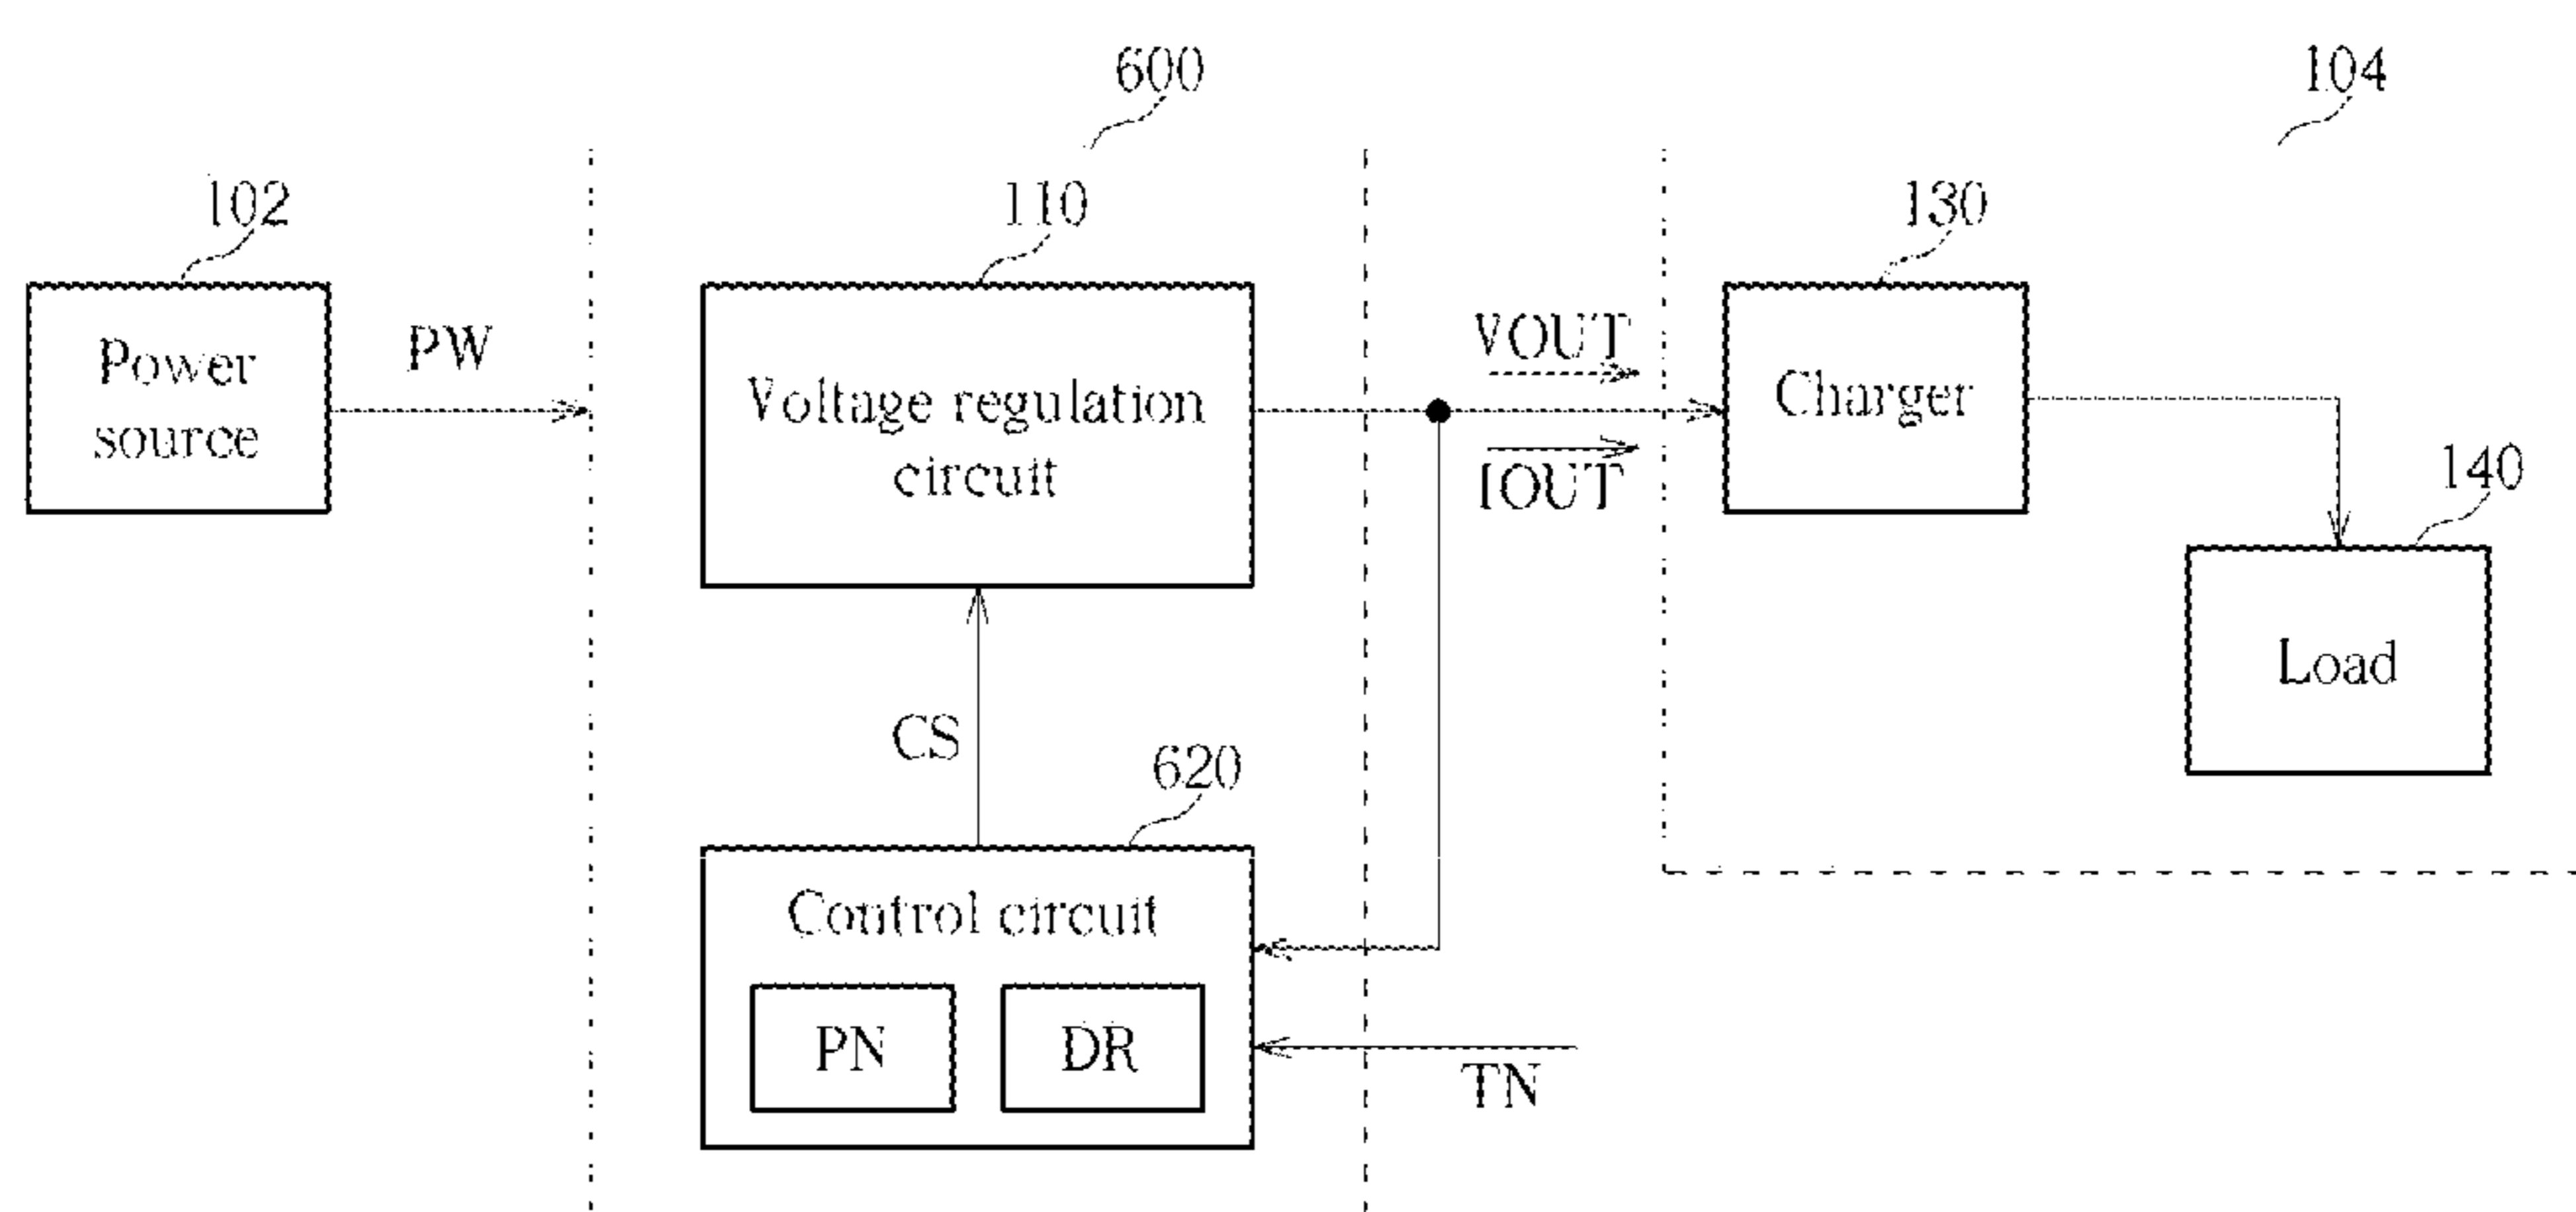 600
104
102
110
130
Power
source
PW
Voltage regulation
circuit
VOUT
IOUT
Charger
140
Load
CS
620
Control circuit
PN
DR
TN